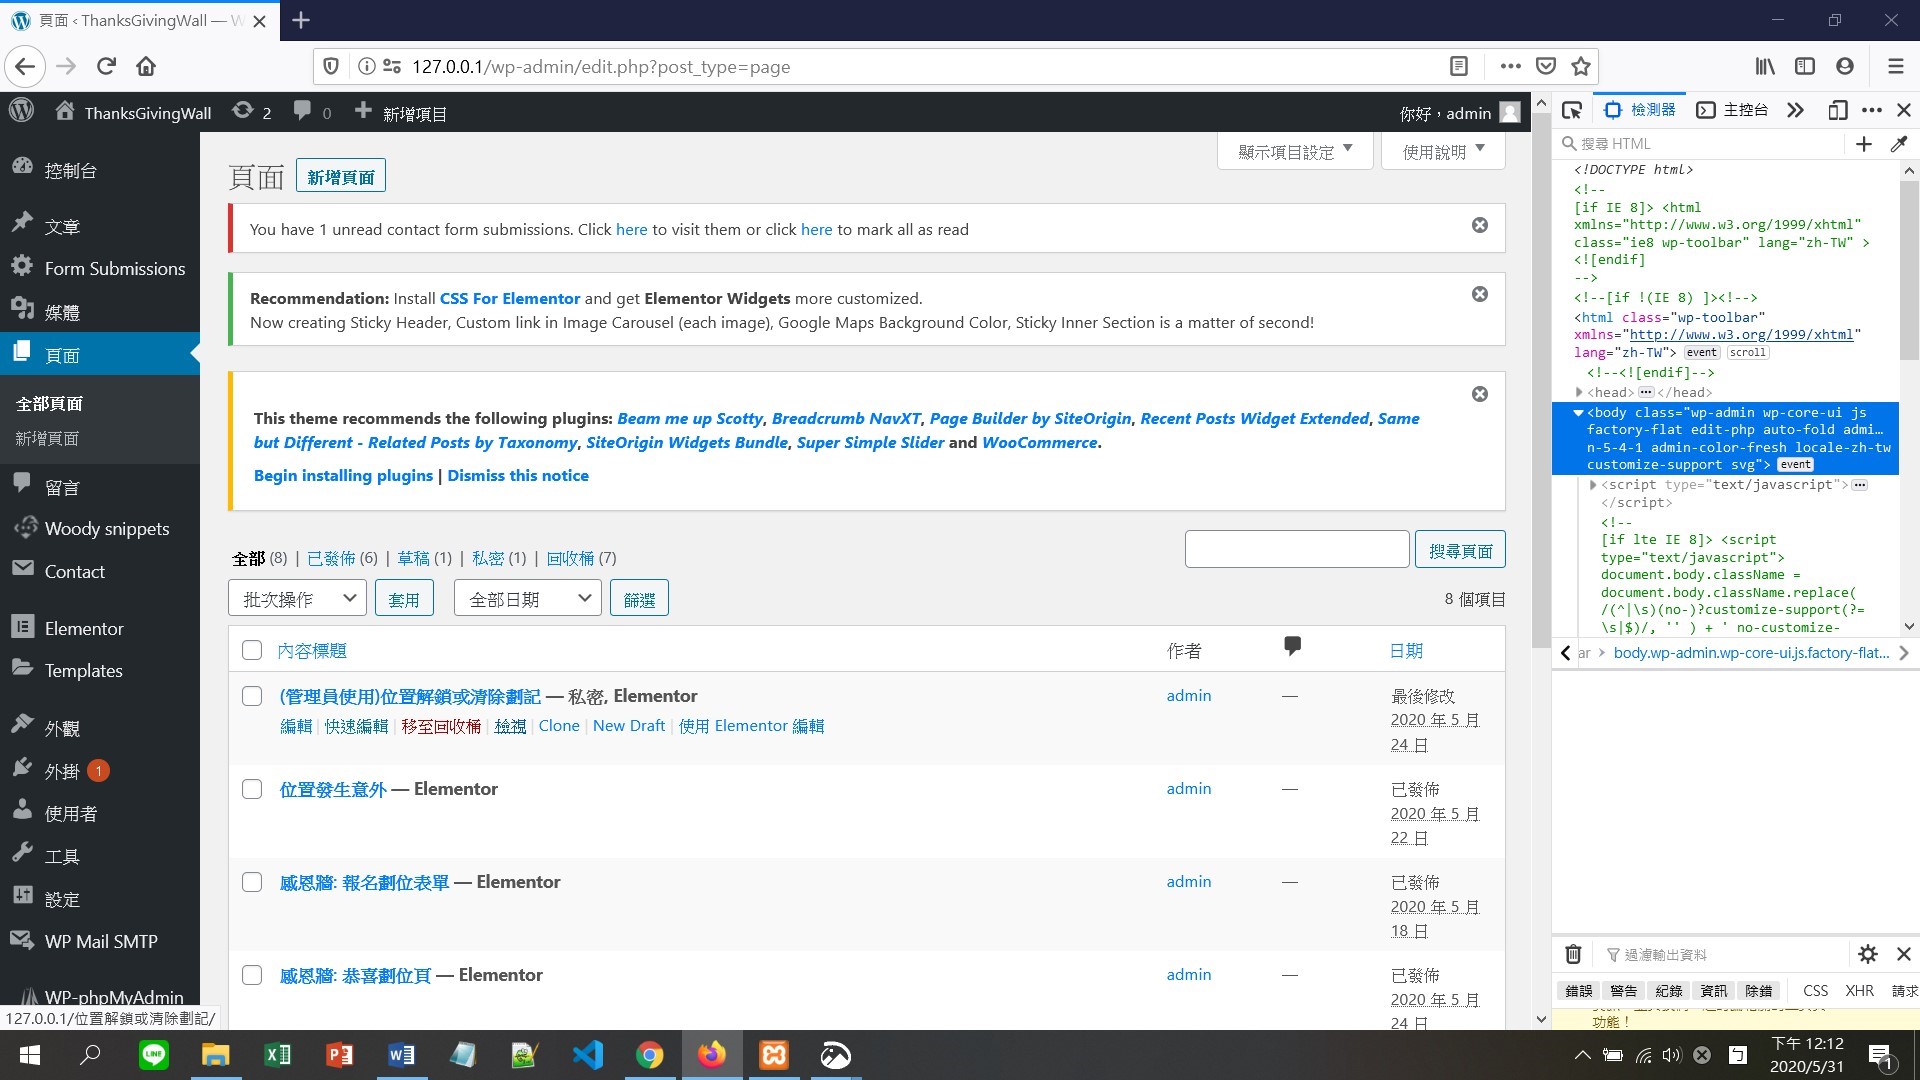 頁面 ‹ ThanksGivingWall — W
127.0.0.1/wp-admin/edit.php?post_type=page
ThanksGivingWall
2
0
新增項目
你好，admin
控制台
文章
Form Submissions
媒體
頁面
全部頁面
新增頁面
留言
Woody snippets
Contact
Elementor
Templates
外觀
外掛 1
使用者
工具
設定
WP Mail SMTP
WP-phpMyAdmin
127.0.0.1/位置解鎖或清除劃記/
顯示項目設定
使用說明
頁面
新增頁面
You have 1 unread contact form submissions. Click here to visit them or click here to mark all as read
Recommendation: Install CSS For Elementor and get Elementor Widgets more customized.
Now creating Sticky Header, Custom link in Image Carousel (each image), Google Maps Background Color, Sticky Inner Section is a matter of second!
This theme recommends the following plugins: Beam me up Scotty, Breadcrumb NavXT, Page Builder by SiteOrigin, Recent Posts Widget Extended, Same
but Different - Related Posts by Taxonomy, SiteOrigin Widgets Bundle, Super Simple Slider and WooCommerce.
Begin installing plugins | Dismiss this notice
全部 (8) | 已發佈 (6) | 草稿 (1) | 私密 (1) | 回收桶 (7)
搜尋頁面
批次操作
套用
全部日期
篩選
8 個項目
內容標題
作者
日期
(管理員使用)位置解鎖或清除劃記 — 私密, Elementor
編輯 | 快速編輯 | 移至回收桶 | 檢視 | Clone | New Draft | 使用 Elementor 編輯
admin
—
最後修改
2020 年 5 月
24 日
位置發生意外 — Elementor
admin
—
已發佈
2020 年 5 月
22 日
感恩牆: 報名劃位表單 — Elementor
admin
—
已發佈
2020 年 5 月
18 日
感恩牆: 恭喜劃位頁 — Elementor
admin
—
已發佈
2020 年 5 月
24 日
檢測器
主控台
搜尋 HTML
<!DOCTYPE html>
<!--
[if IE 8]> <html
xmlns="http://www.w3.org/1999/xhtml"
class="ie8 wp-toolbar" lang="zh-TW" >
<![endif]
-->
<!--[if !(IE 8) ]><!-->
<html class="wp-toolbar"
xmlns="http://www.w3.org/1999/xhtml"
lang="zh-TW"> event scroll
<!--<![endif]-->
<head>…</head>
<body class="wp-admin wp-core-ui js
factory-flat edit-php auto-fold admi…
n-5-4-1 admin-color-fresh locale-zh-tw
customize-support svg"> event
<script type="text/javascript">…
</script>
<!--
[if lte IE 8]> <script
type="text/javascript">
document.body.className =
document.body.className.replace(
/(^|\s)(no-)?customize-support(?=
\s|$)/, '' ) + ' no-customize-
ar
body.wp-admin.wp-core-ui.js.factory-flat...
過濾輸出資料
錯誤
警告
紀錄
資訊
除錯
CSS
XHR
請求
功能！
下午 12:12
2020/5/31
1